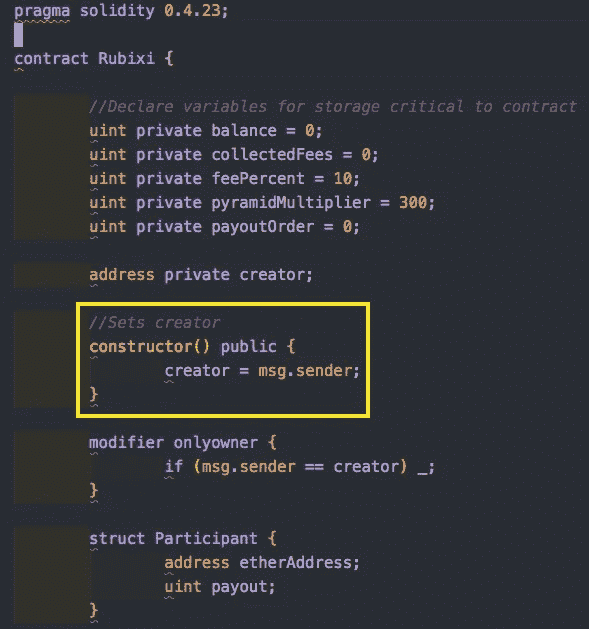 pragma solidity 0.4.23;
contract Rubixi {
//Declare variables for storage critical to contract
uint private balance = 0;
uint private collectedFees = 0;
uint private feePercent = 10;
uint private pyramidMultiplier = 300;
uint private payoutOrder = 0;
address private creator;
//Sets creator
constructor() public {
creator = msg.sender;
}
modifier onlyowner {
if (msg.sender == creator) _;
}
struct Participant {
address etherAddress;
uint payout;
}